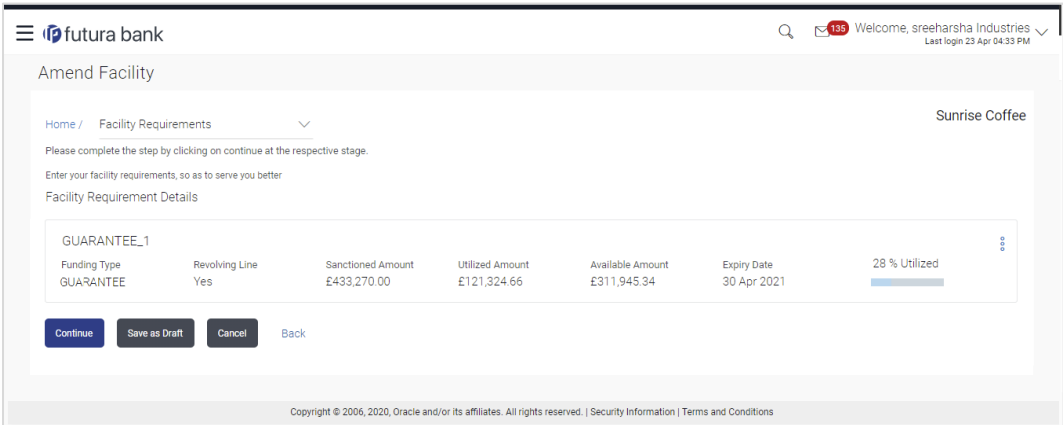 futura bank
135
Welcome, sreeharsha Industries
Last login 23 Apr 04:33 PM
Amend Facility
Sunrise Coffee
Home / Facility Requirements
Please complete the step by clicking on continue at the respective stage.
Enter your facility requirements, so as to serve you better
Facility Requirement Details
GUARANTEE_1
Funding Type Revolving Line Sanctioned Amount Utilized Amount Available Amount Expiry Date 28 % Utilized
GUARANTEE Yes £433,270.00 £121,324.66 £311,945.34 30 Apr 2021
Continue Save as Draft Cancel Back
Copyright © 2006, 2020, Oracle and/or its affiliates. All rights reserved. | Security Information | Terms and Conditions